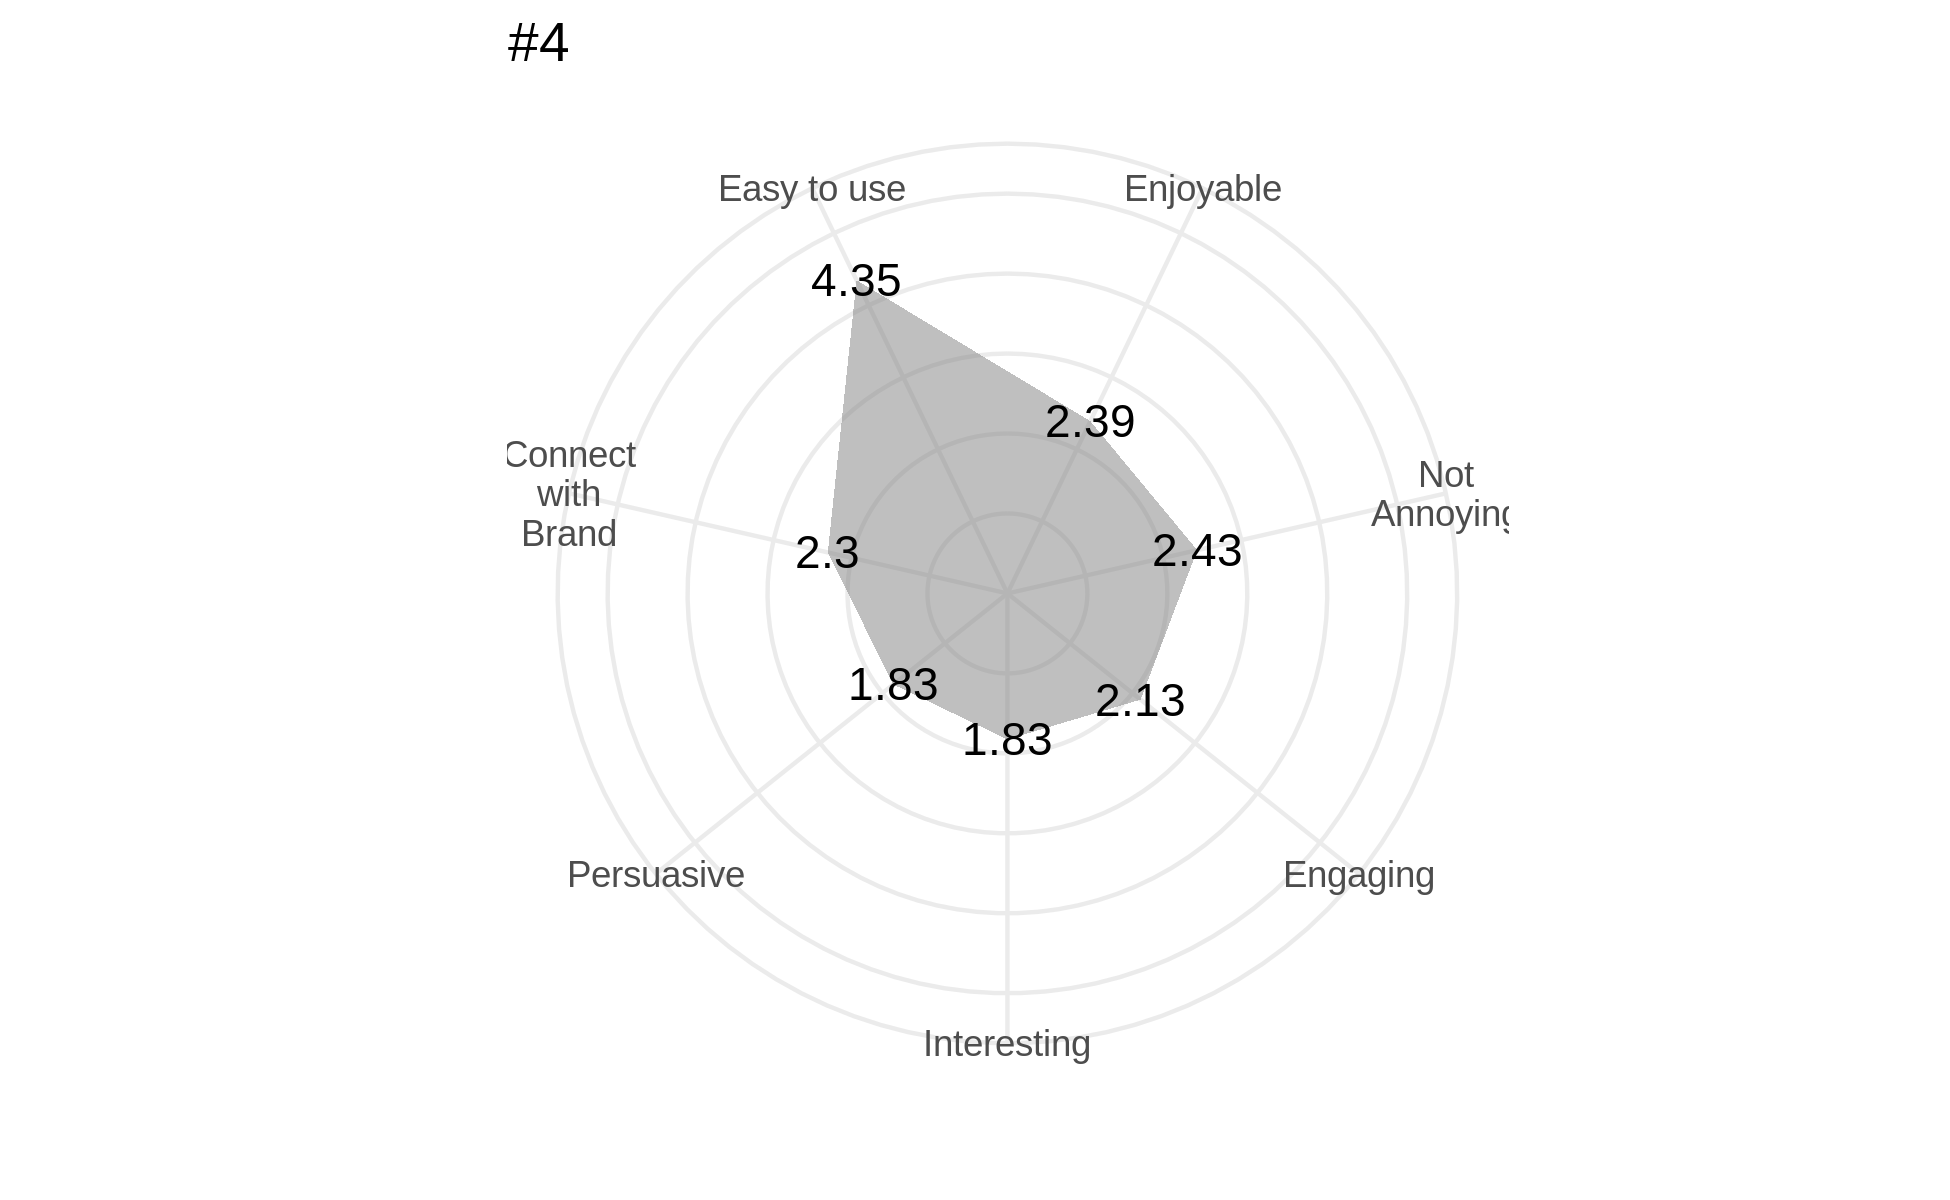 #4
Easy to use
Enjoyable
4.35
2.39
Connect
with
Brand
Not
Annoying
2.3
2.43
1.83
2.13
1.83
Persuasive
Engaging
Interesting